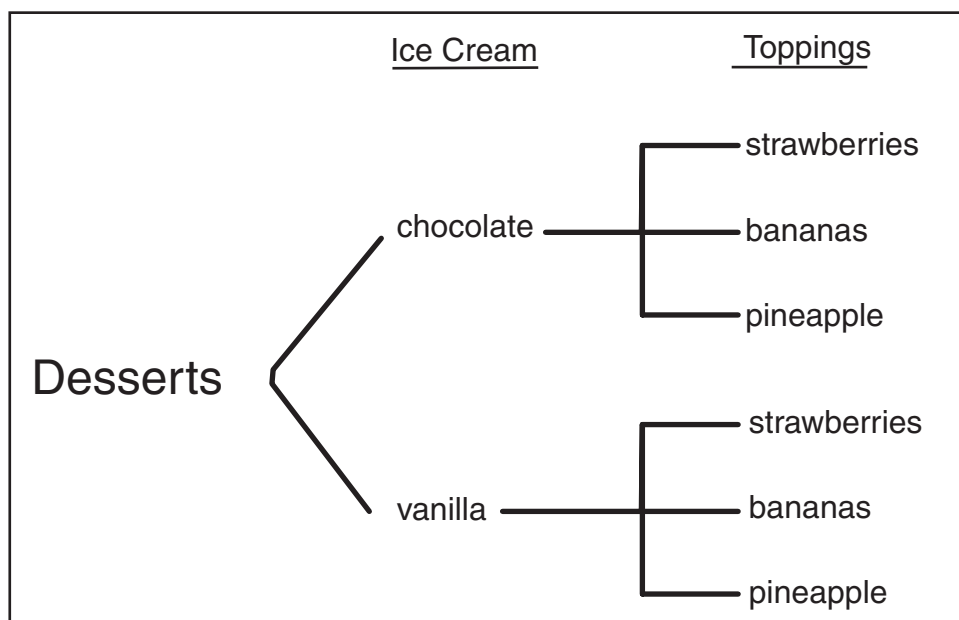 Ice Cream Toppings
strawberries
chocolate bananas
pineapple
Desserts
strawberries
vanilla bananas
pineapple